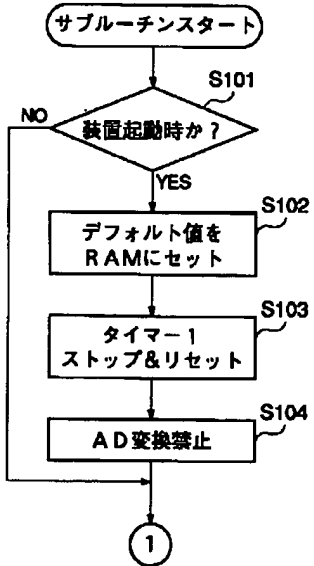 サブルーチンスタート
S101
NO
装置起動時か？
YES
S102
デフォルト値を
RAMにセット
S103
タイマー1
ストップ&リセット
S104
AD変換禁止
1